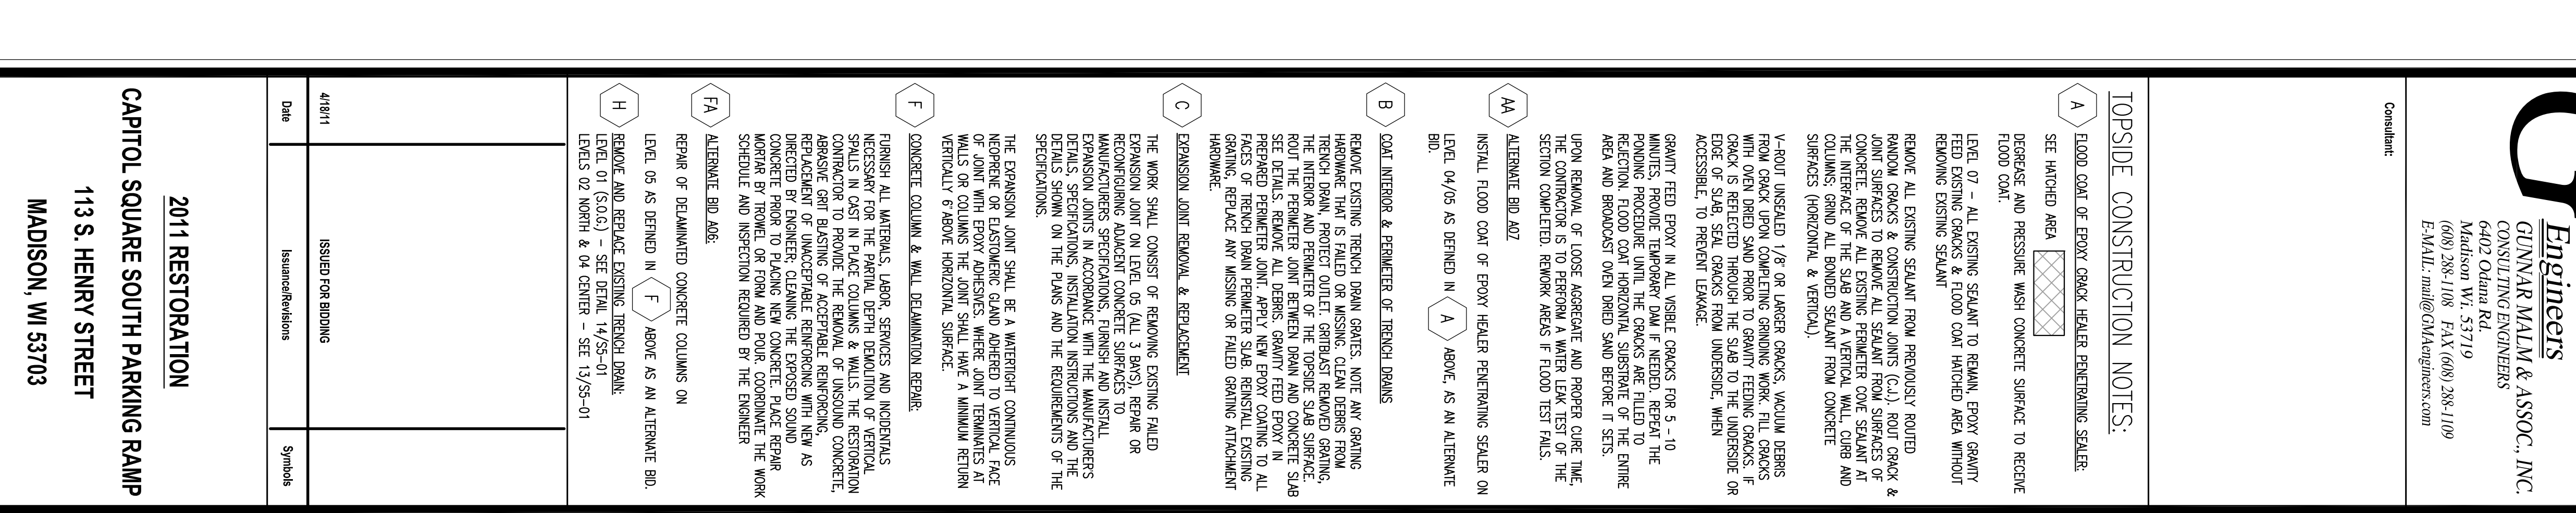 Engineers
GUNNAR MALM & ASSOC., INC.
CONSULTING ENGINEERS
6402 Odana Rd.
Madison Wi. 53719
(608) 288-1108 FAX (608) 288-1109
E-MAIL: mail@GMAengineers.com
Consultant:
TOPSIDE CONSTRUCTION NOTES:
A FLOOD COAT OF EPOXY CRACK HEALER PENETRATING SEALER:
SEE HATCHED AREA
DEGREASE AND PRESSURE WASH CONCRETE SURFACE TO RECEIVE
FLOOD COAT.
LEVEL 07 – ALL EXISTING SEALANT TO REMAIN, EPOXY GRAVITY
FEED EXISTING CRACKS & FLOOD COAT HATCHED AREA WITHOUT
REMOVING EXISTING SEALANT
REMOVE ALL EXISTING SEALANT FROM PREVIOUSLY ROUTED
RANDOM CRACKS & CONSTRUCTION JOINTS (C.J.). ROUT CRACK &
JOINT SURFACES TO REMOVE ALL SEALANT FROM SURFACES OF
CONCRETE. REMOVE ALL EXISTING PERIMETER COVE SEALANT AT
THE INTERFACE OF THE SLAB AND A VERTICAL WALL, CURB AND
COLUMNS; GRIND ALL BONDED SEALANT FROM CONCRETE
SURFACES (HORIZONTAL & VERTICAL).
V–ROUT UNSEALED 1/8" OR LARGER CRACKS, VACUUM DEBRIS
FROM CRACK UPON COMPLETING GRINDING WORK. FILL CRACKS
WITH OVEN DRIED SAND PRIOR TO GRAVITY FEEDING CRACKS. IF
CRACK IS REFLECTED THROUGH THE SLAB TO THE UNDERSIDE OR
EDGE OF SLAB, SEAL CRACKS FROM UNDERSIDE, WHEN
ACCESSIBLE, TO PREVENT LEAKAGE.
GRAVITY FEED EPOXY IN ALL VISIBLE CRACKS FOR 5 – 10
MINUTES, PROVIDE TEMPORARY DAM IF NEEDED. REPEAT THE
PONDING PROCEDURE UNTIL THE CRACKS ARE FILLED TO
REJECTION. FLOOD COAT HORIZONTAL SUBSTRATE OF THE ENTIRE
AREA AND BROADCAST OVEN DRIED SAND BEFORE IT SETS.
UPON REMOVAL OF LOOSE AGGREGATE AND PROPER CURE TIME,
THE CONTRACTOR IS TO PERFORM A WATER LEAK TEST OF THE
SECTION COMPLETED. REWORK AREAS IF FLOOD TEST FAILS.
AA ALTERNATE BID A07
INSTALL FLOOD COAT OF EPOXY HEALER PENETRATING SEALER ON
LEVEL 04/05 AS DEFINED IN A ABOVE, AS AN ALTERNATE
BID.
B COAT INTERIOR & PERIMETER OF TRENCH DRAINS
REMOVE EXISTING TRENCH DRAIN GRATES. NOTE ANY GRATING
HARDWARE THAT IS FAILED OR MISSING. CLEAN DEBRIS FROM
TRENCH DRAIN, PROTECT OUTLET. GRITBLAST REMOVED GRATING,
THE INTERIOR AND PERIMETER OF THE TOPSIDE SLAB SURFACE.
ROUT THE PERIMETER JOINT BETWEEN DRAIN AND CONCRETE SLAB
SEE DETAILS. REMOVE ALL DEBRIS. GRAVITY FEED EPOXY IN
PREPARED PERIMETER JOINT. APPLY NEW EPOXY COATING TO ALL
FACES OF TRENCH DRAIN PERIMETER SLAB. REINSTALL EXISTING
GRATING, REPLACE ANY MISSING OR FAILED GRATING ATTACHMENT
HARDWARE.
C EXPANSION JOINT REMOVAL & REPLACEMENT
THE WORK SHALL CONSIST OF REMOVING EXISTING FAILED
EXPANSION JOINT ON LEVEL 05 (ALL 3 BAYS), REPAIR OR
RECONFIGURING ADJACENT CONCRETE SURFACES TO
MANUFACTURERS SPECIFICATIONS, FURNISH AND INSTALL
EXPANSION JOINTS IN ACCORDANCE WITH THE MANUFACTURER'S
DETAILS, SPECIFICATIONS, INSTALLATION INSTRUCTIONS AND THE
DETAILS SHOWN ON THE PLANS AND THE REQUIREMENTS OF THE
SPECIFICATIONS.
THE EXPANSION JOINT SHALL BE A WATERTIGHT CONTINUOUS
NEOPRENE OR ELASTOMERIC GLAND ADHERED TO VERTICAL FACE
OF JOINT WITH EPOXY ADHESIVES. WHERE JOINT TERMINATES AT
WALLS OR COLUMNS THE JOINT SHALL HAVE A MINIMUM RETURN
VERTICALLY 6" ABOVE HORIZONTAL SURFACE.
F CONCRETE COLUMN & WALL DELAMINATION REPAIR:
FURNISH ALL MATERIALS, LABOR, SERVICES AND INCIDENTALS
NECESSARY FOR THE PARTIAL DEPTH DEMOLITION OF VERTICAL
SPALLS IN CAST IN PLACE COLUMNS & WALLS. THE RESTORATION
CONTRACTOR TO PROVIDE THE REMOVAL OF UNSOUND CONCRETE,
ABRASIVE GRIT BLASTING OF ACCEPTABLE REINFORCING,
REPLACEMENT OF UNACCEPTABLE REINFORCING WITH NEW AS
DIRECTED BY ENGINEER; CLEANING THE EXPOSED SOUND
CONCRETE PRIOR TO PLACING NEW CONCRETE. PLACE REPAIR
MORTAR BY TROWEL OR FORM AND POUR. COORDINATE THE WORK
SCHEDULE AND INSPECTION REQUIRED BY THE ENGINEER
FA ALTERNATE BID A06:
REPAIR OF DELAMINATED CONCRETE COLUMNS ON
LEVEL 05 AS DEFINED IN F ABOVE AS AN ALTERNATE BID.
H REMOVE AND REPLACE EXISTING TRENCH DRAIN:
LEVEL 01 (S.O.G.) – SEE DETAIL 14/S5–01
LEVELS 02 NORTH & 04 CENTER – SEE 13/S5–01
4/18/11 ISSUED FOR BIDDING
Date Issuance/Revisions Symbols
2011 RESTORATION
CAPITOL SQUARE SOUTH PARKING RAMP
113 S. HENRY STREET
MADISON, WI 53703